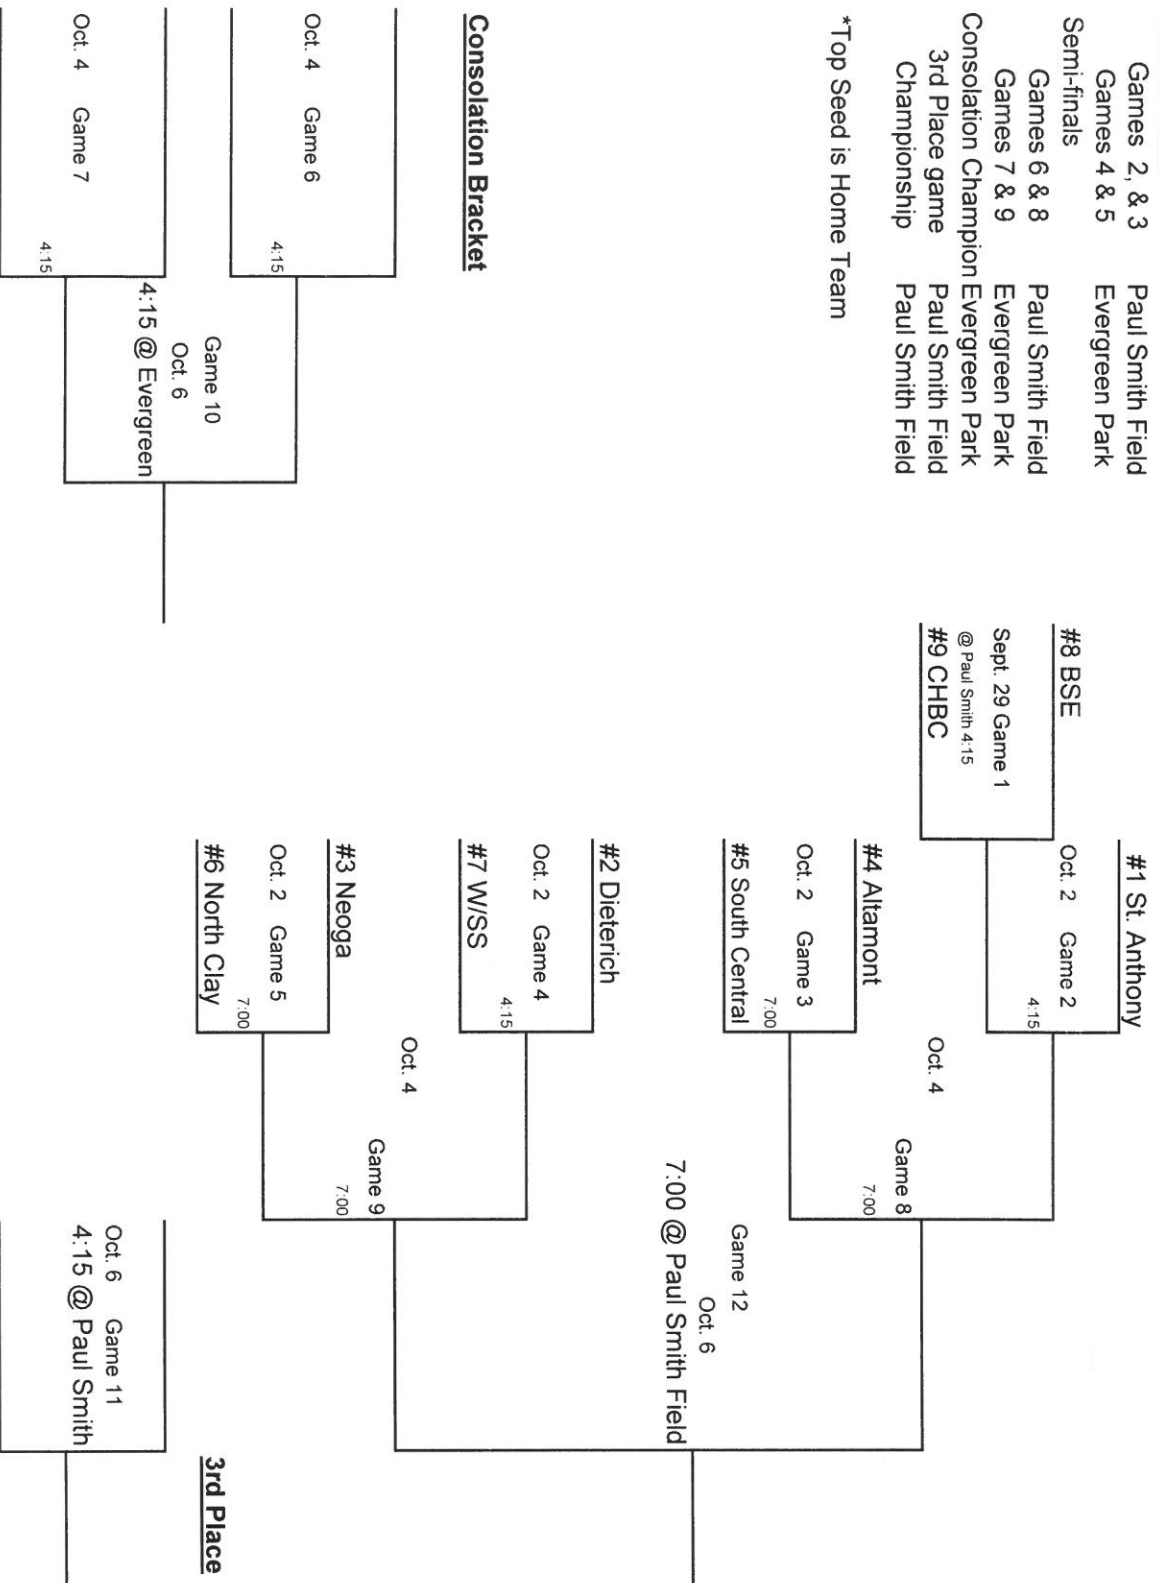 Games 2, & 3 Paul Smith Field
Games 4 & 5 Evergreen Park
Semi-finals
Games 6 & 8 Paul Smith Field
Games 7 & 9 Evergreen Park
Consolation Champion Evergreen Park
3rd Place game Paul Smith Field
Championship Paul Smith Field
*Top Seed is Home Team
#1 St. Anthony
Oct. 2 Game 2
4:15
#8 BSE
Sept. 29 Game 1
@ Paul Smith 4:15
#9 CHBC
Oct. 4
Game 8
7:00
#4 Altamont
Oct. 2 Game 3
7:00
#5 South Central
Game 12
Oct. 6
7:00 @ Paul Smith Field
#2 Dieterich
Oct. 2 Game 4
4:15
#7 W/SS
Oct. 4
Game 9
7:00
#3 Neoga
Oct. 2 Game 5
7:00
#6 North Clay
Consolation Bracket
Oct. 4 Game 6
4:15
Game 10
Oct. 6
4:15 @ Evergreen
Oct. 4 Game 7
4:15
3rd Place
Oct. 6 Game 11
4:15 @ Paul Smith